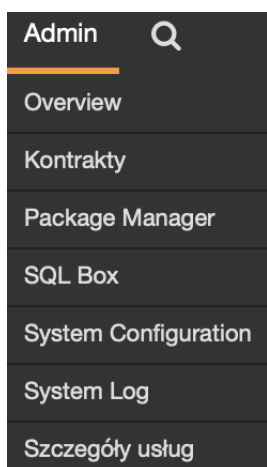 Admin
Overview
Kontrakty
Package Manager
SQL Box
System Configuration
System Log
Szczegóły usług